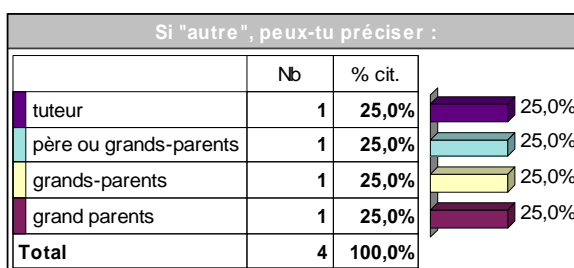 Si "autre", peux-tu préciser :
Nb % cit.
tuteur 1 25,0% 25,0%
père ou grands-parents 1 25,0% 25,0%
grands-parents 1 25,0% 25,0%
grand parents 1 25,0% 25,0%
Total 4 100,0%